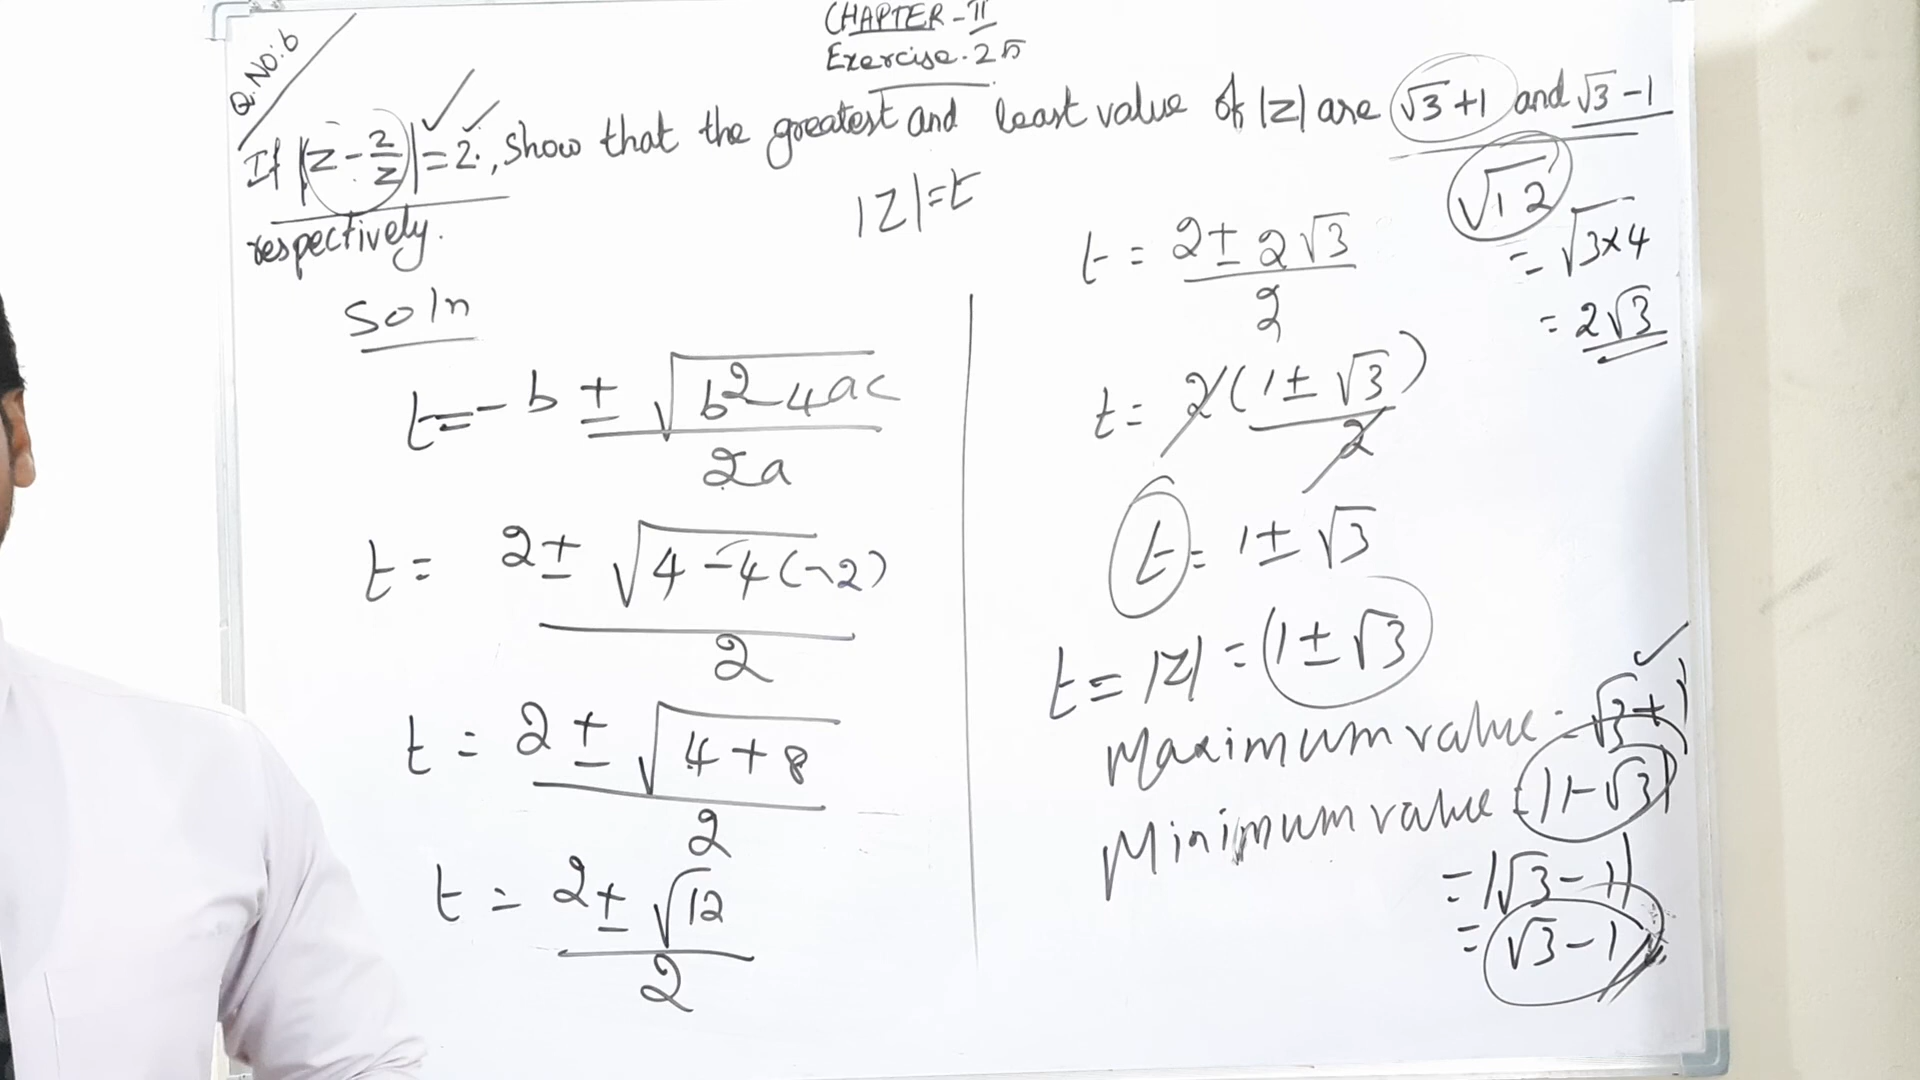 CHAPTER - II
Exercise. 2.5
Q. No: 6
If |z - 2/z| = 2., Show that the greatest and least value of |z| are √3 + 1 and √3 - 1
respectively.
|z| = t
Soln
t = - b ± √b² - 4ac / 2a
t = 2 ± √4 - 4(-2) / 2
t = 2 ± √4 + 8 / 2
t = 2 ± √12 / 2
√12
= √3×4
= 2√3
t = 2 ± 2√3 / 2
t = 2(1 ± √3) / 2
t = 1 ± √3
t = |z| = (1 ± √3
Maximum value = √3 + 1
Minimum value = |1 - √3|
= |√3 - 1|
= √3 - 1